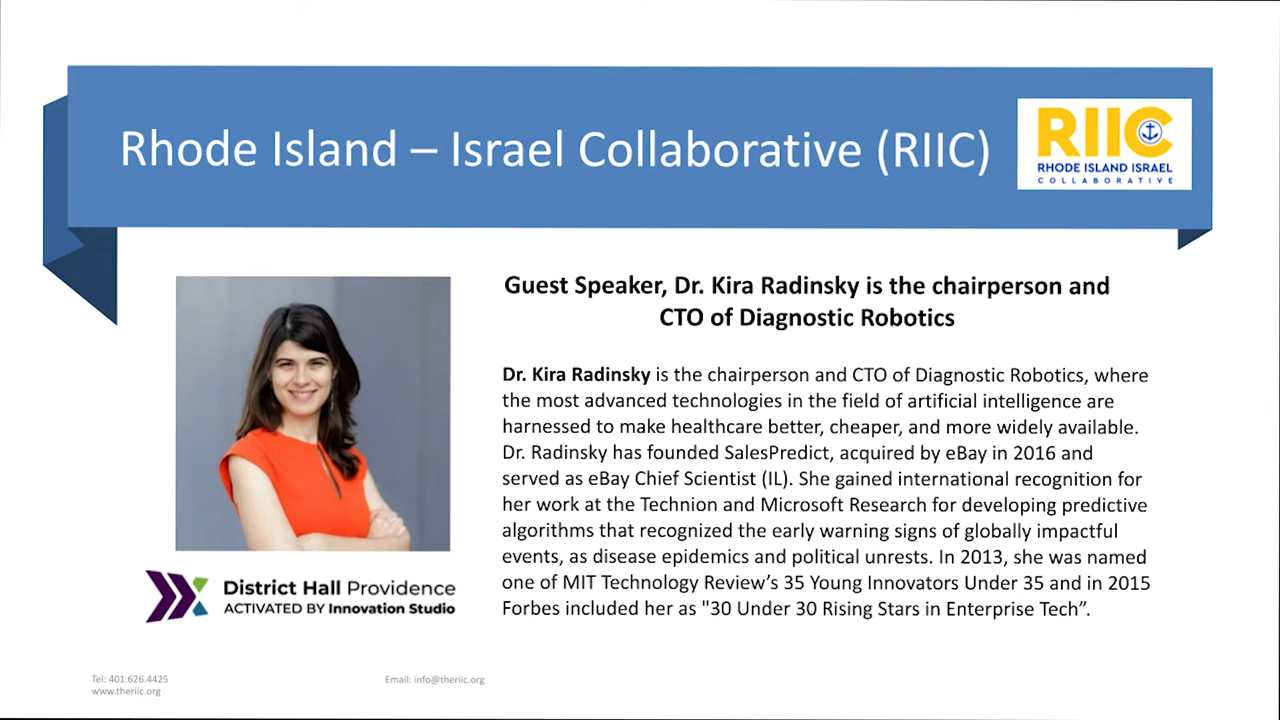 Rhode Island – Israel Collaborative (RIIC)
RIIC
RHODE ISLAND ISRAEL
COLLABORATIVE
Guest Speaker, Dr. Kira Radinsky is the chairperson and
CTO of Diagnostic Robotics
Dr. Kira Radinsky is the chairperson and CTO of Diagnostic Robotics, where
the most advanced technologies in the field of artificial intelligence are
harnessed to make healthcare better, cheaper, and more widely available.
Dr. Radinsky has founded SalesPredict, acquired by eBay in 2016 and
served as eBay Chief Scientist (IL). She gained international recognition for
her work at the Technion and Microsoft Research for developing predictive
algorithms that recognized the early warning signs of globally impactful
events, as disease epidemics and political unrests. In 2013, she was named
one of MIT Technology Review’s 35 Young Innovators Under 35 and in 2015
Forbes included her as "30 Under 30 Rising Stars in Enterprise Tech”.
District Hall Providence
ACTIVATED BY Innovation Studio
Tel: 401.626.4425
www.theriic.org
Email: info@theriic.org